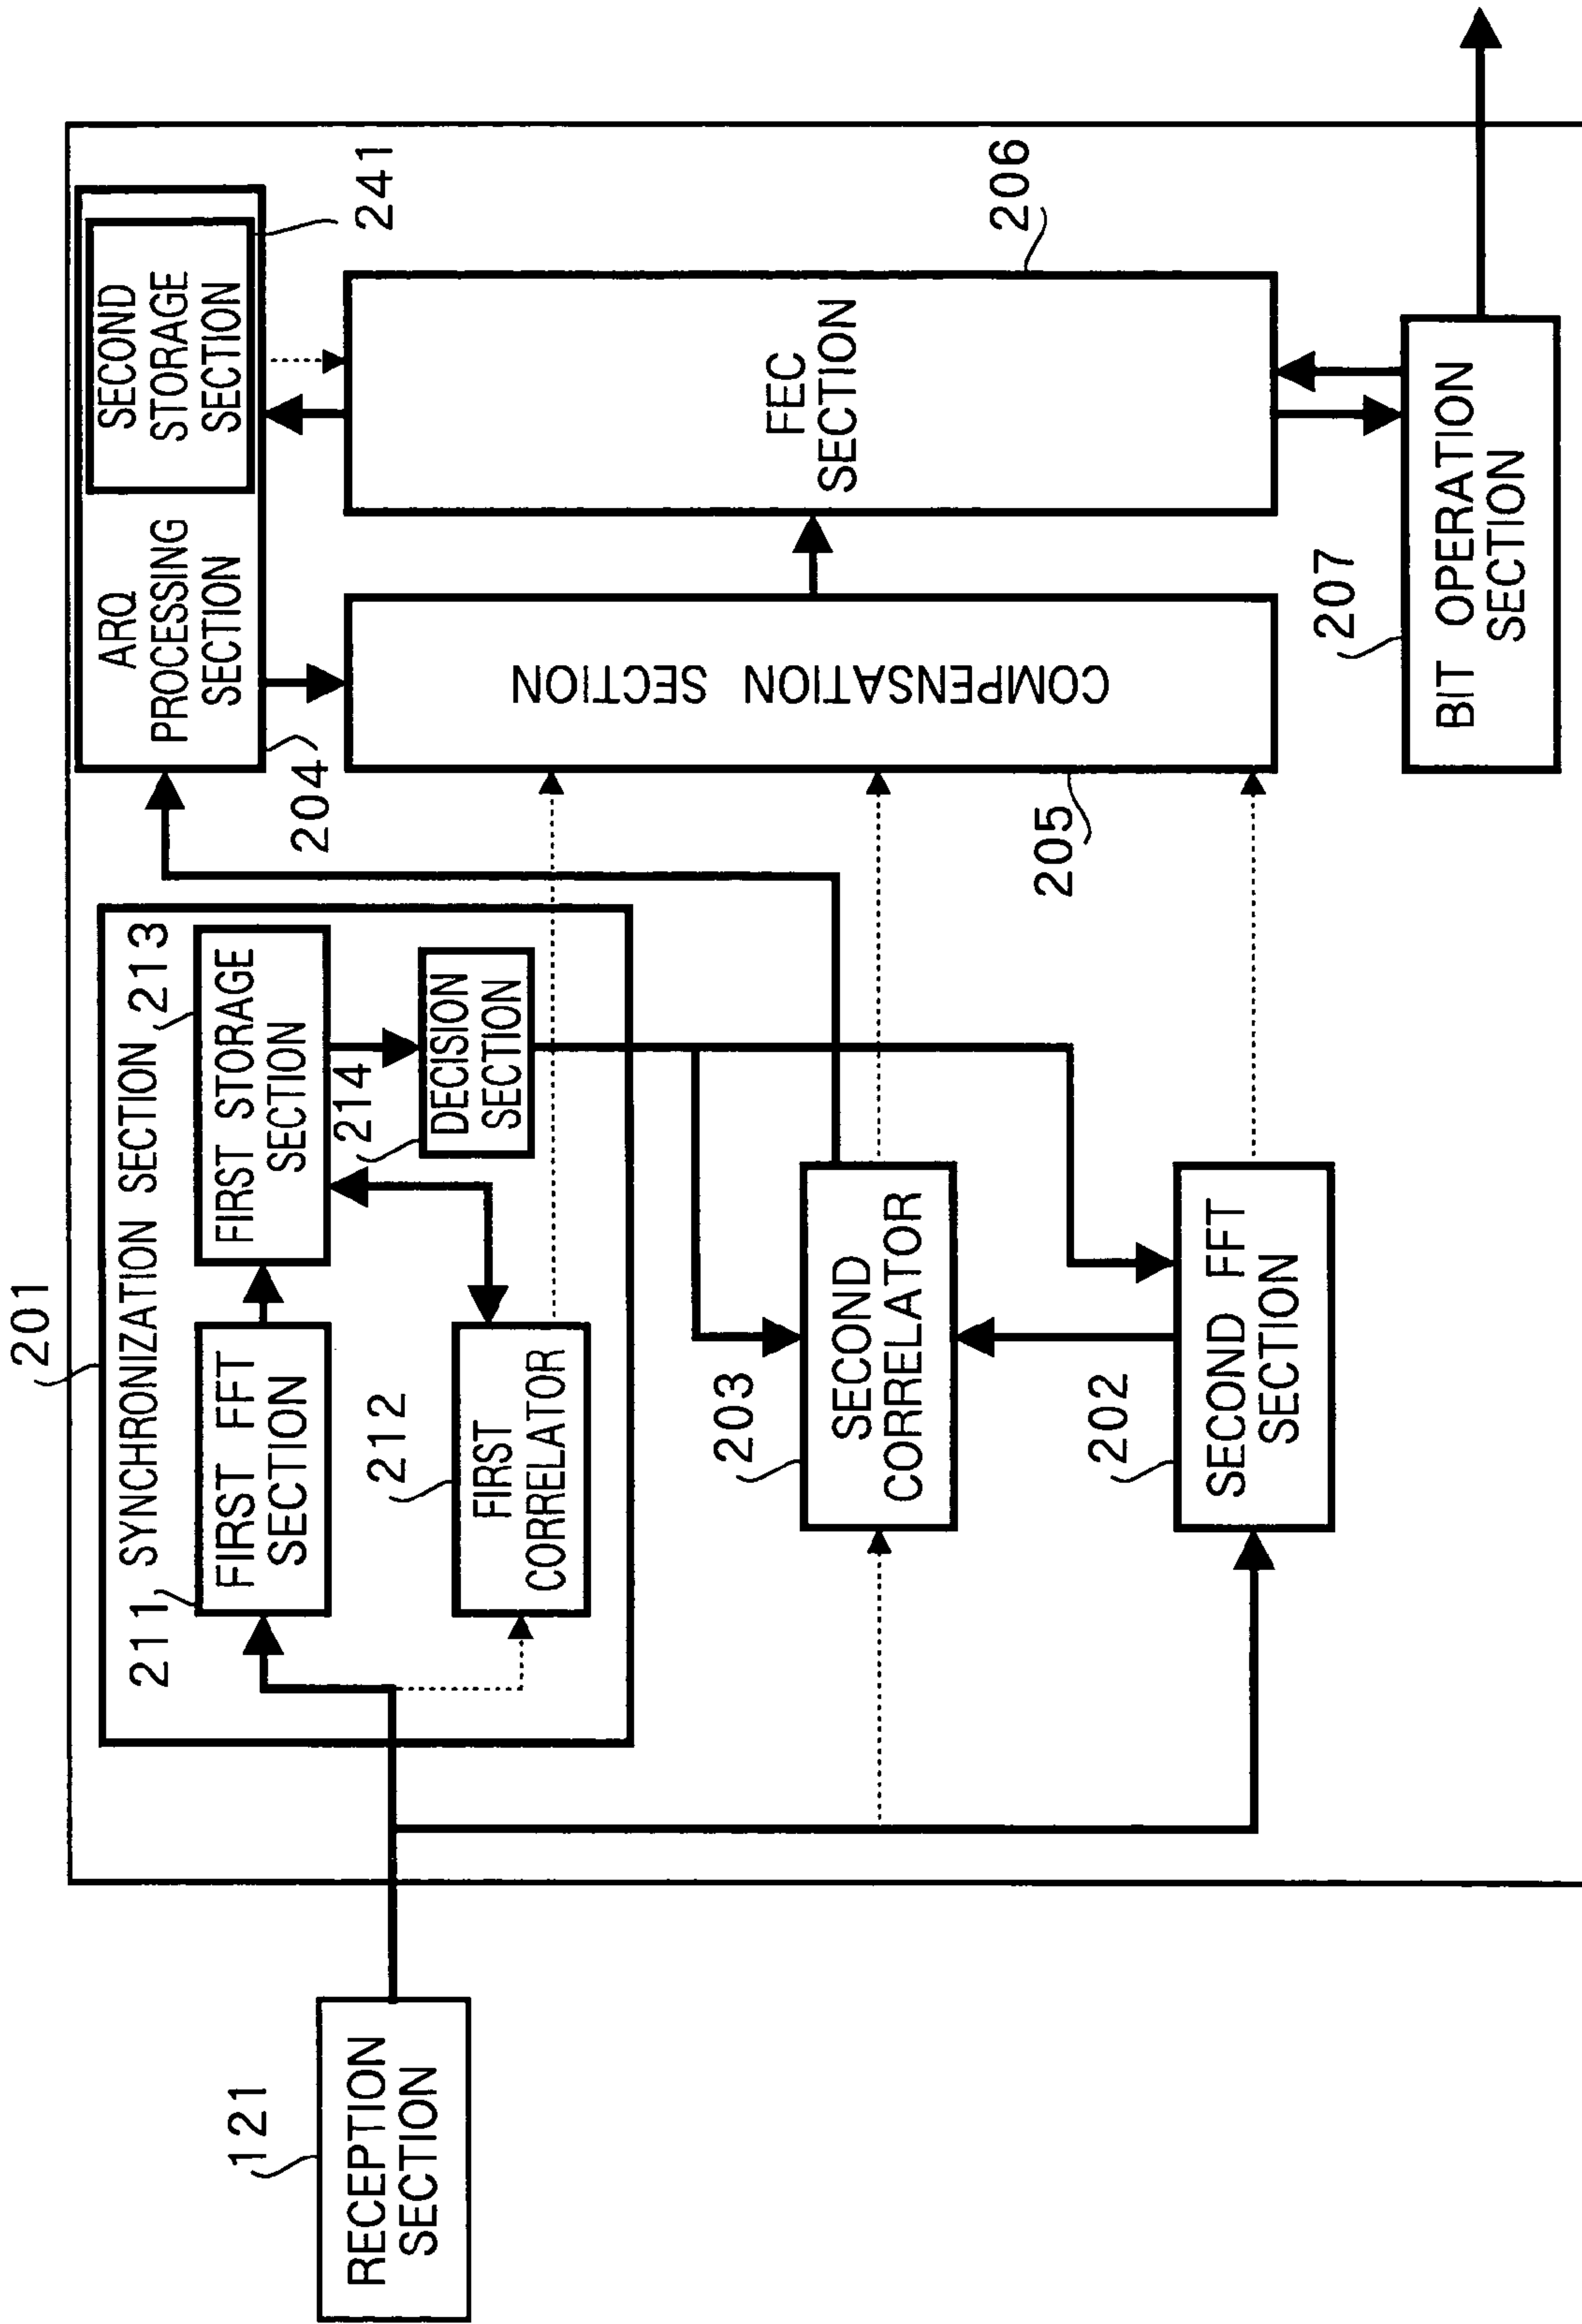 201
211
SYNCHRONIZATION SECTION
213
FIRST FFT
SECTION
FIRST STORAGE
SECTION
212
FIRST
CORRELATOR
214
DECISION
SECTION
121
RECEPTION
SECTION
203
SECOND
CORRELATOR
202
SECOND FFT
SECTION
204
ARQ
PROCESSING
SECTION
SECOND
STORAGE
SECTION
241
205
COMPENSATION SECTION
206
FEC
SECTION
207
BIT OPERATION
SECTION